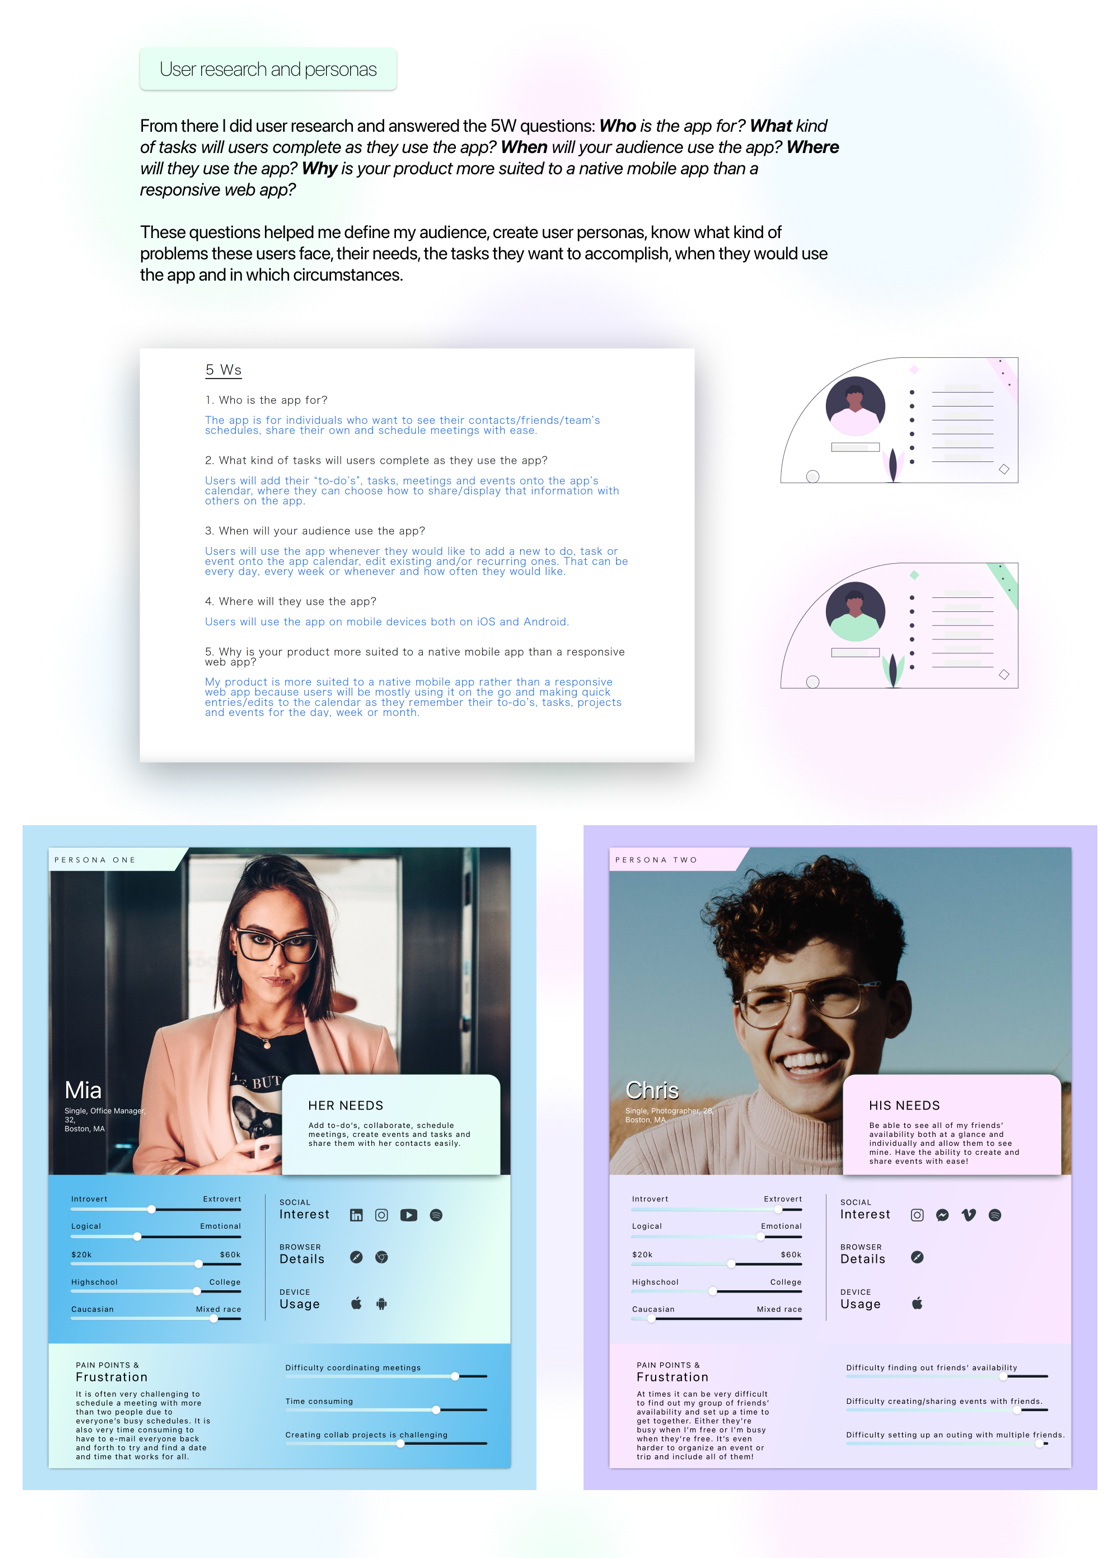 User research and personas
From there I did user research and answered the 5W questions: Who is the app for? What kind
of tasks will users complete as they use the app? When will your audience use the app? Where
will they use the app? Why is your product more suited to a native mobile app than a
responsive web app?
These questions helped me define my audience, create user personas, know what kind of
problems these users face, their needs, the tasks they want to accomplish, when they would use
the app and in which circumstances.
5 Ws
1. Who is the app for?
The app is for individuals who want to see their contacts/friends/team's
schedules, share their own and schedule meetings with ease.
2. What kind of tasks will users complete as they use the app?
Users will add their "to-do's", tasks, meetings and events onto the app's
calendar, where they can choose how to share/display that information with
others on the app.
3. When will your audience use the app?
Users will use the app whenever they would like to add a new to do, task or
event onto the app calendar, edit existing and/or recurring ones. That can be
every day, every week or whenever and how often they would like.
4. Where will they use the app?
Users will use the app on mobile devices both on iOS and Android.
5. Why is your product more suited to a native mobile app than a responsive
web app?
My product is more suited to a native mobile app rather than a responsive
web app because users will be mostly using it on the go and making quick
entries/edits to the calendar as they remember their to-do's, tasks, projects
and events for the day, week or month.
PERSONA ONE
BUT
Mia
Single, Office Manager,
32,
Boston, MA
HER NEEDS
Add to-do's, collaborate, schedule
meetings, create events and tasks and
share them with her contacts easily.
Introvert Extrovert
Logical Emotional
$20k $60k
Highschool College
Caucasian Mixed race
SOCIAL
Interest
BROWSER
Details
DEVICE
Usage
PAIN POINTS &
Frustration
It is often very challenging to
schedule a meeting with more
than two people due to
everyone's busy schedules. It is
also very time consuming to
have to e-mail everyone back
and forth to try and find a date
and time that works for all.
Difficulty coordinating meetings
Time consuming
Creating collab projects is challenging
PERSONA TWO
Chris
Single, Photographer, 28,
Boston, MA
HIS NEEDS
Be able to see all of my friends'
availability both at a glance and
individually and allow them to see
mine. Have the ability to create and
share events with ease!
Introvert Extrovert
Logical Emotional
$20k $60k
Highschool College
Caucasian Mixed race
SOCIAL
Interest
BROWSER
Details
DEVICE
Usage
PAIN POINTS &
Frustration
At times it can be very difficult
to find out my group of friends'
availability and set up a time to
get together. Either they're
busy when I'm free or I'm busy
when they're free. It's even
harder to organize an event or
trip and include all of them!
Difficulty finding out friends' availability
Difficulty creating/sharing events with friends.
Difficulty setting up an outing with multiple friends.